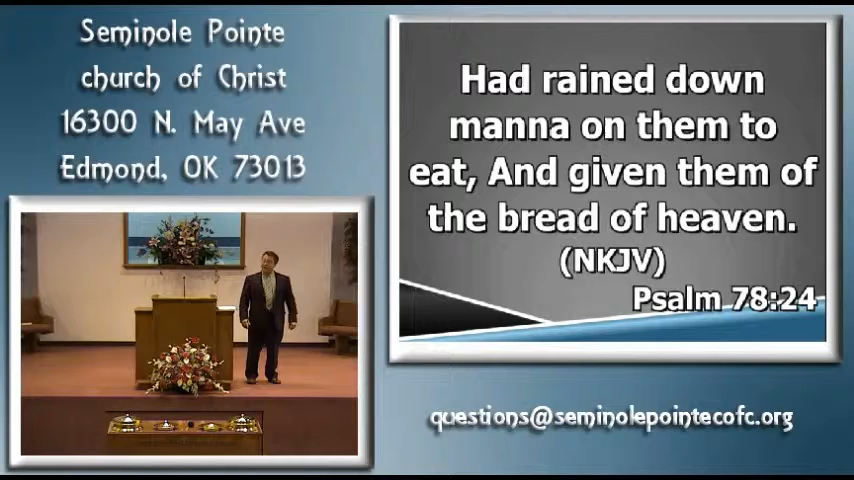 Seminole Pointe
church of Christ
16300 N. May Ave
Edmond, OK 73013
Had rained down
manna on them to
eat, And given them of
the bread of heaven.
(NKJV)
Psalm 78:24
questions@seminolepointecofc.org